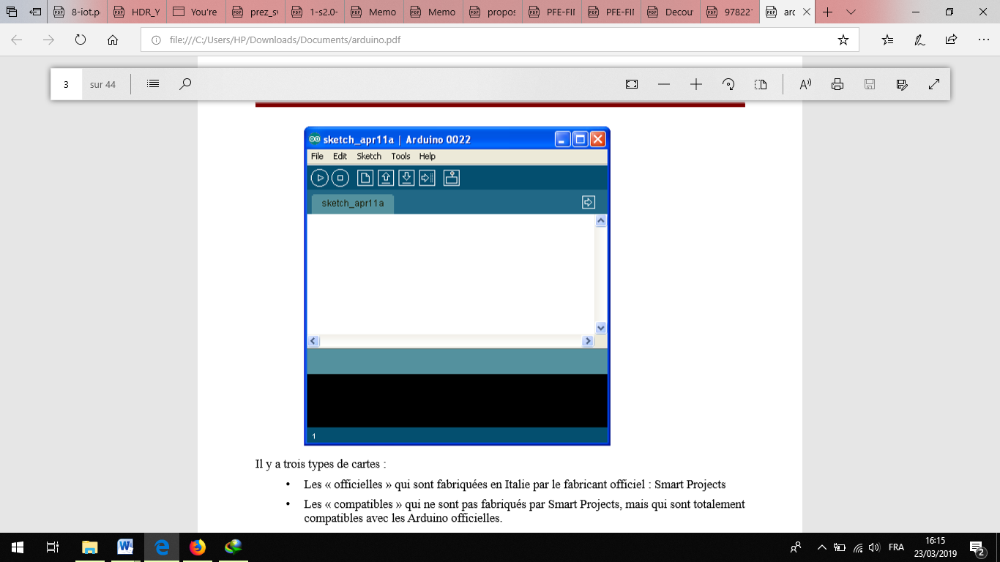 8-iot.p
HDR_Y
You're
prez_sy
1-s2.0-
Memo
Memo
propos
PFE-FII
PFE-FII
Decou
97822
arc
file:///C:/Users/HP/Downloads/Documents/arduino.pdf
3 sur 44
sketch_apr11a | Arduino 0022
File Edit Sketch Tools Help
sketch_apr11a
1
Il y a trois types de cartes :
• Les « officielles » qui sont fabriquées en Italie par le fabricant officiel : Smart Projects
• Les « compatibles » qui ne sont pas fabriqués par Smart Projects, mais qui sont totalement
compatibles avec les Arduino officielles.
FRA
16:15
23/03/2019
2